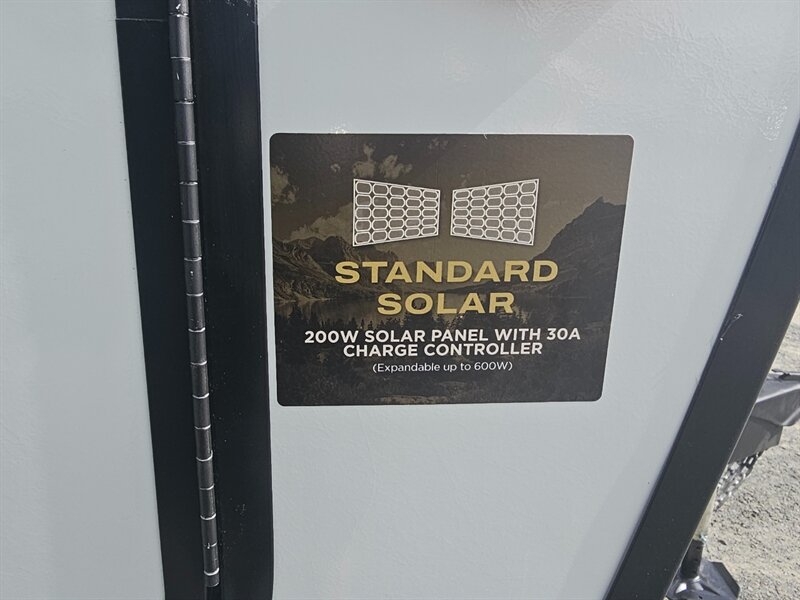 STANDARD
SOLAR
200W SOLAR PANEL WITH 30A
CHARGE CONTROLLER
(Expandable up to 600W)